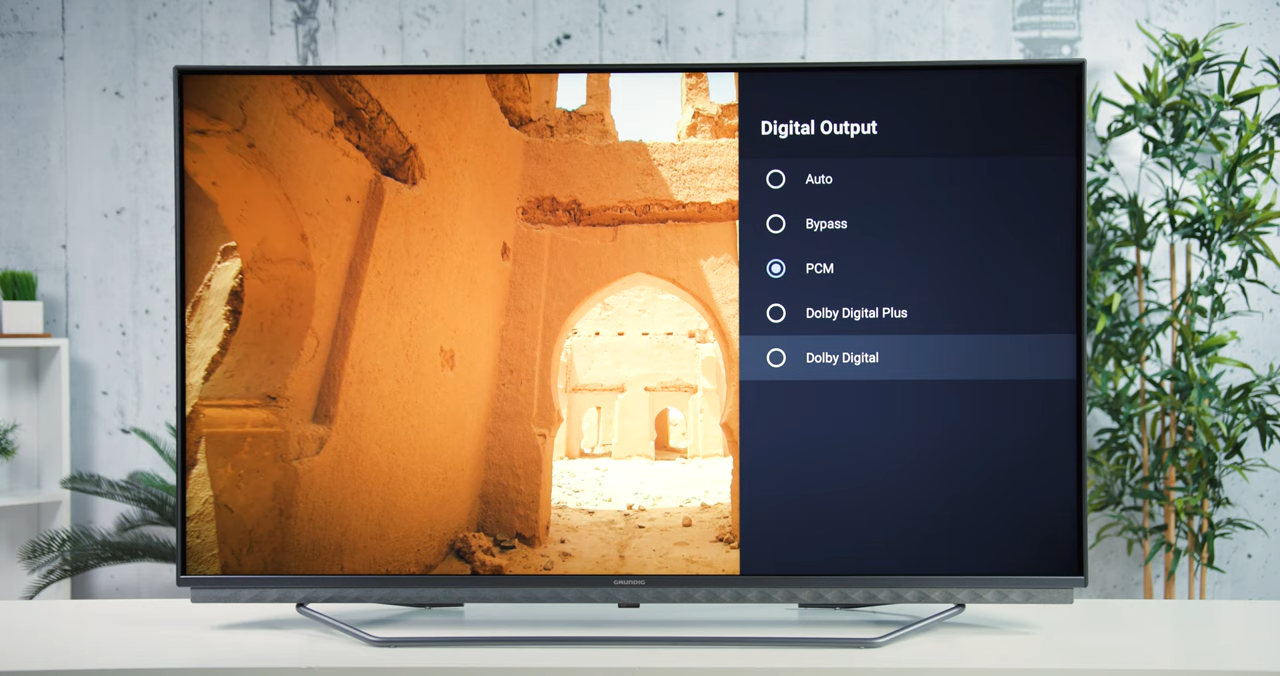 Digital Output
Auto
Bypass
PCM
Dolby Digital Plus
Dolby Digital
GRUNDIG